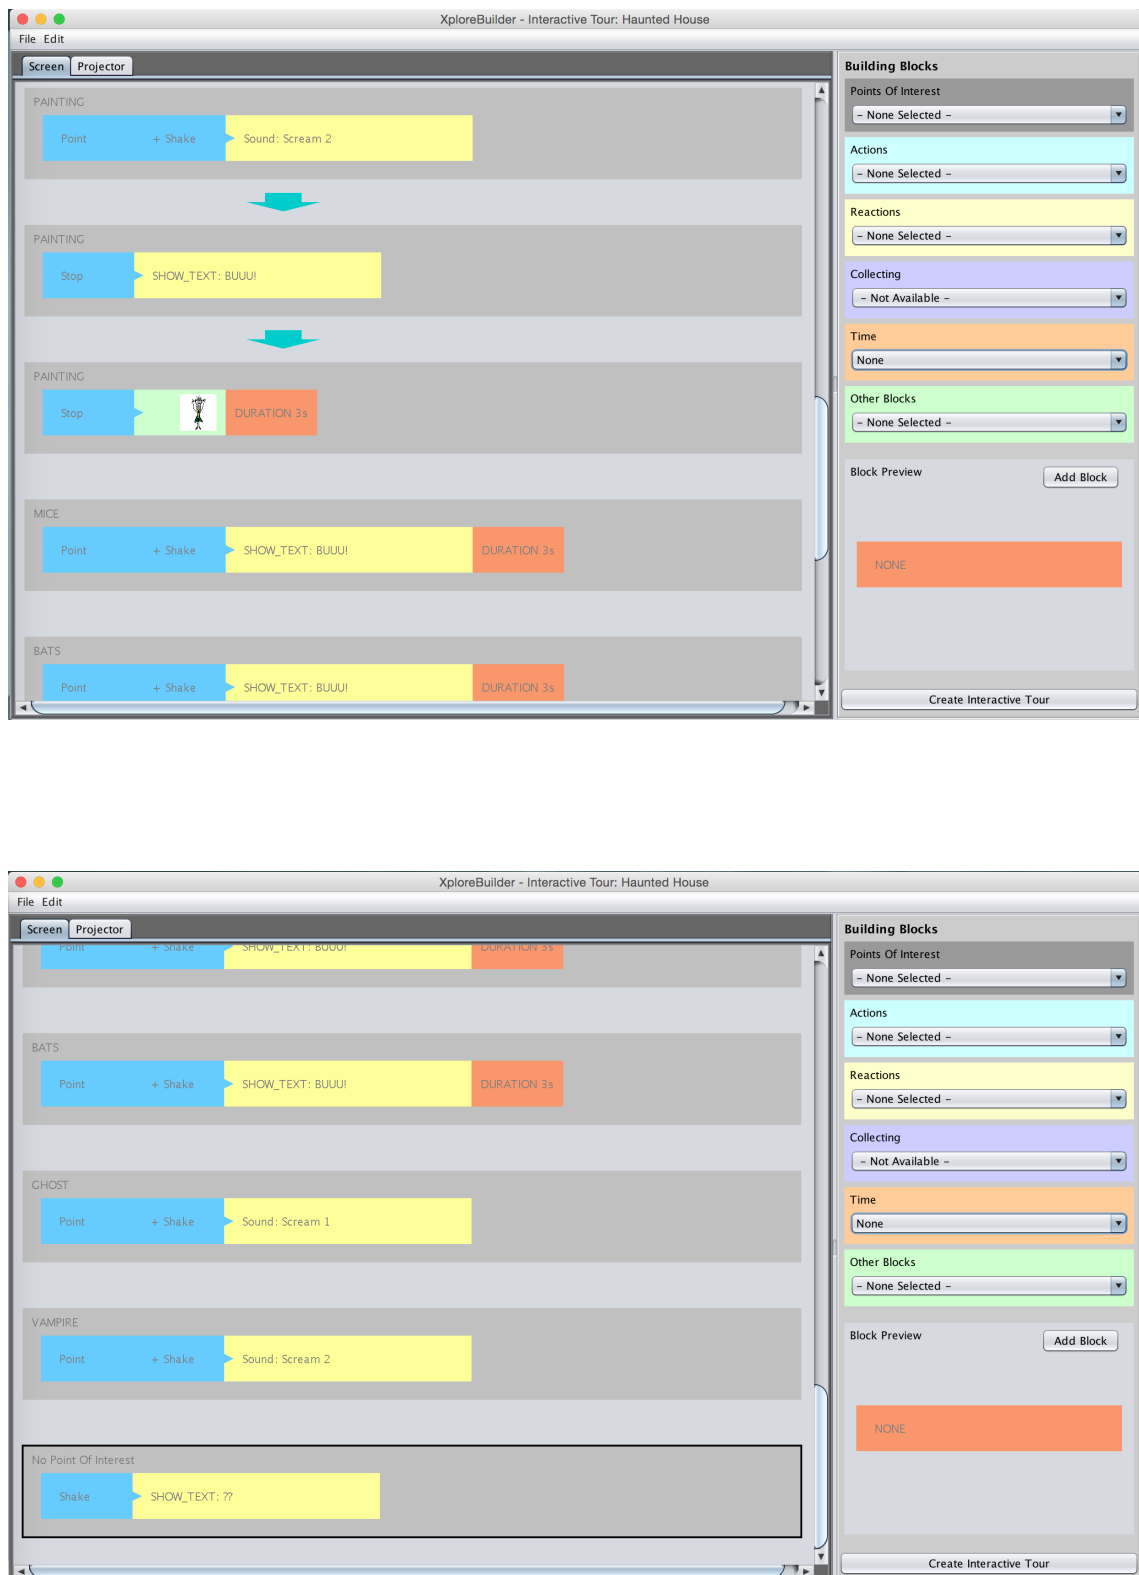 XploreBuilder - Interactive Tour: Haunted House
File Edit
Screen Projector
PAINTING
Point + Shake Sound: Scream 2
PAINTING
Stop SHOW_TEXT: BUUU!
PAINTING
Stop DURATION 3s
MICE
Point + Shake SHOW_TEXT: BUUU! DURATION 3s
BATS
Point + Shake SHOW_TEXT: BUUU! DURATION 3s
Building Blocks
Points Of Interest
- None Selected -
Actions
- None Selected -
Reactions
- None Selected -
Collecting
- Not Available -
Time
None
Other Blocks
- None Selected -
Block Preview Add Block
NONE
Create Interactive Tour
XploreBuilder - Interactive Tour: Haunted House
File Edit
Screen Projector
Point + Shake SHOW_TEXT: BUUU! DURATION 3s
BATS
Point + Shake SHOW_TEXT: BUUU! DURATION 3s
GHOST
Point + Shake Sound: Scream 1
VAMPIRE
Point + Shake Sound: Scream 2
No Point Of Interest
Shake SHOW_TEXT: ??
Building Blocks
Points Of Interest
- None Selected -
Actions
- None Selected -
Reactions
- None Selected -
Collecting
- Not Available -
Time
None
Other Blocks
- None Selected -
Block Preview Add Block
NONE
Create Interactive Tour